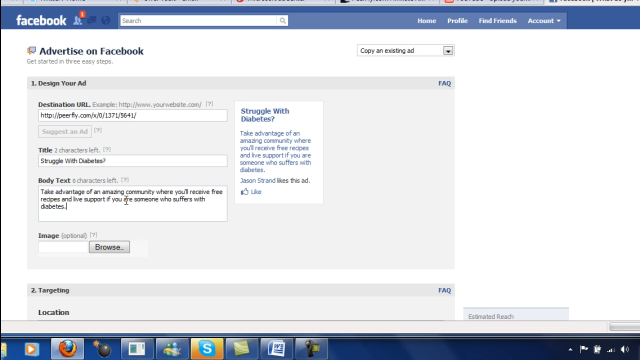 facebook
Search
Home Profile Find Friends Account
Advertise on Facebook
Get started in three easy steps.
Copy an existing ad
1. Design Your Ad
FAQ
Destination URL. Example: http://www.yourwebsite.com/ [?]
http://peerfly.com/x/0/1371/5641/
Suggest an Ad [?]
Title 2 characters left. [?]
Struggle With Diabetes?
Body Text 6 characters left. [?]
Take advantage of an amazing community where you'll receive free
recipes and live support if you are someone who suffers with
diabetes.
Image (optional) [?]
Browse..
Struggle With
Diabetes?
Take advantage of an
amazing community where
you'll receive free recipes
and live support if you are
someone who suffers with
diabetes.
Jason Strand likes this ad.
Like
2. Targeting
FAQ
Location
Estimated Reach